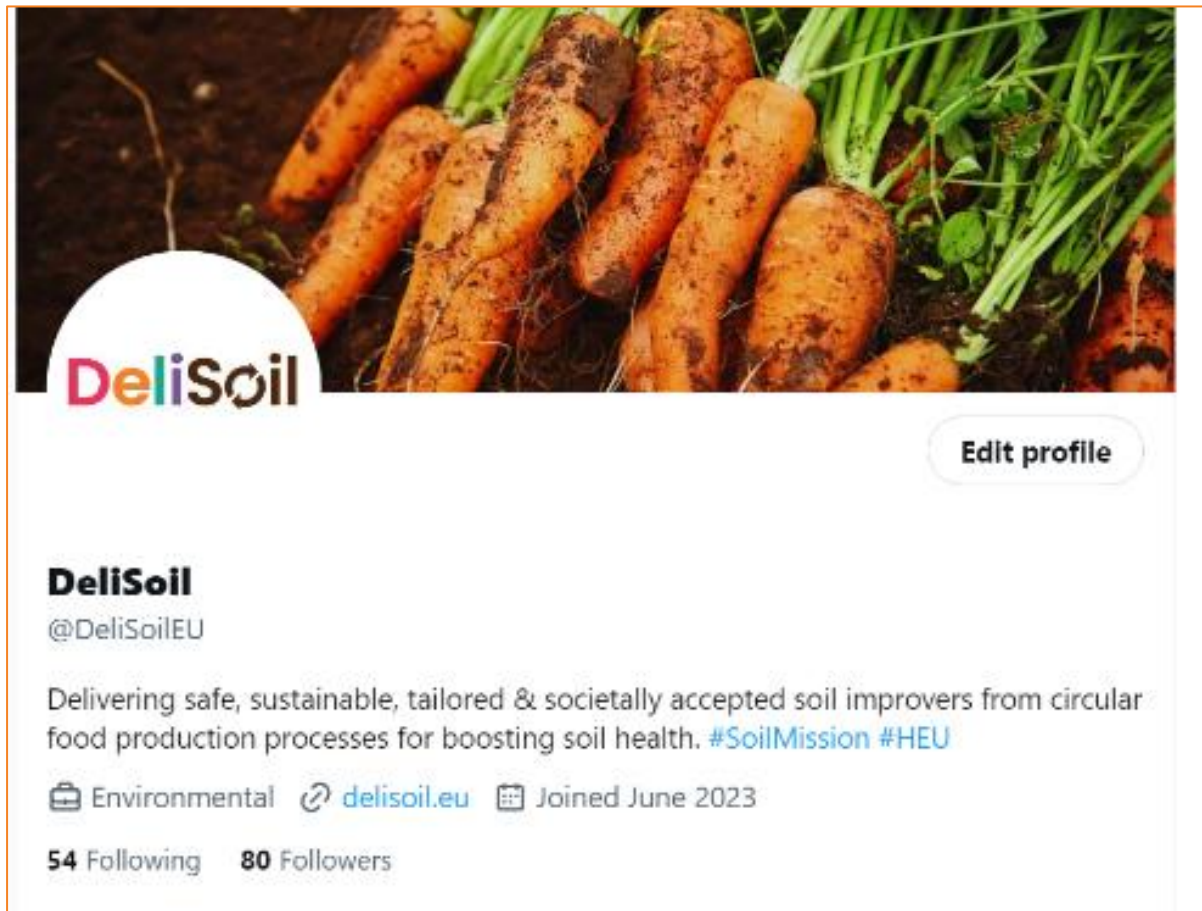 DeliSoil
Edit profile
DeliSoil
@DeliSoilEU
Delivering safe, sustainable, tailored & societally accepted soil improvers from circular
food production processes for boosting soil health. #SoilMission #HEU
Environmental delisoil.eu Joined June 2023
54 Following 80 Followers